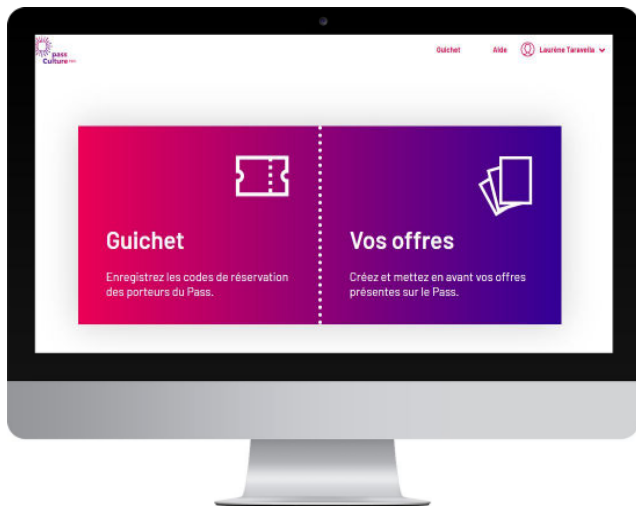 pass
Culture
Guichet Aide Laurène Taravella
Guichet
Enregistrez les codes de réservation
des porteurs du Pass.
Vos offres
Créez et mettez en avant vos offres
présentes sur le Pass.